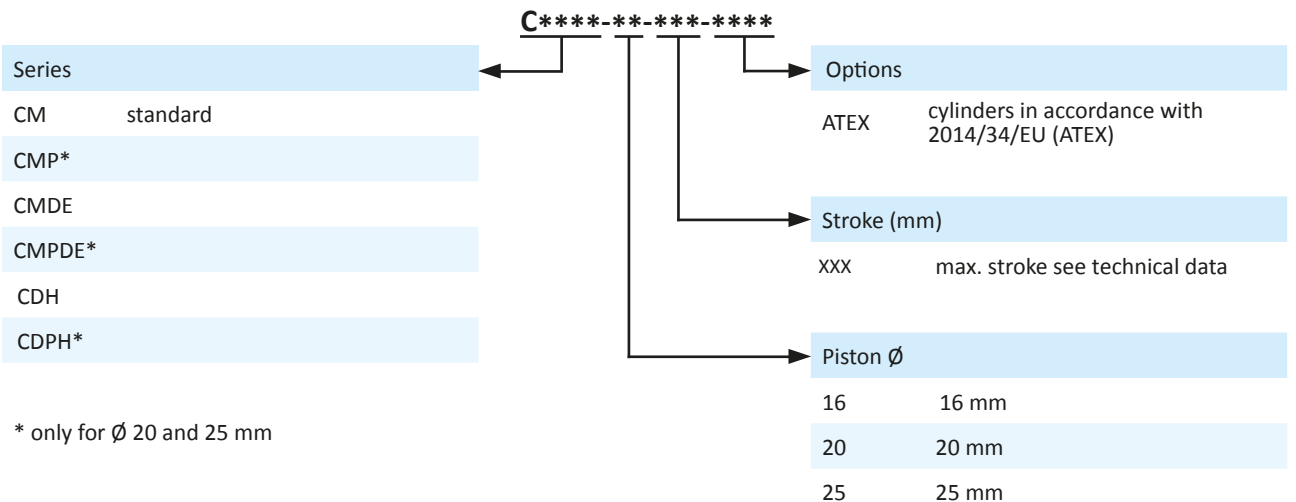 C****-**-***-****
Series
CM standard
CMP*
CMDE
CMPDE*
CDH
CDPH*
* only for Ø 20 and 25 mm
Options
ATEX cylinders in accordance with
2014/34/EU (ATEX)
Stroke (mm)
XXX max. stroke see technical data
Piston Ø
16 16 mm
20 20 mm
25 25 mm